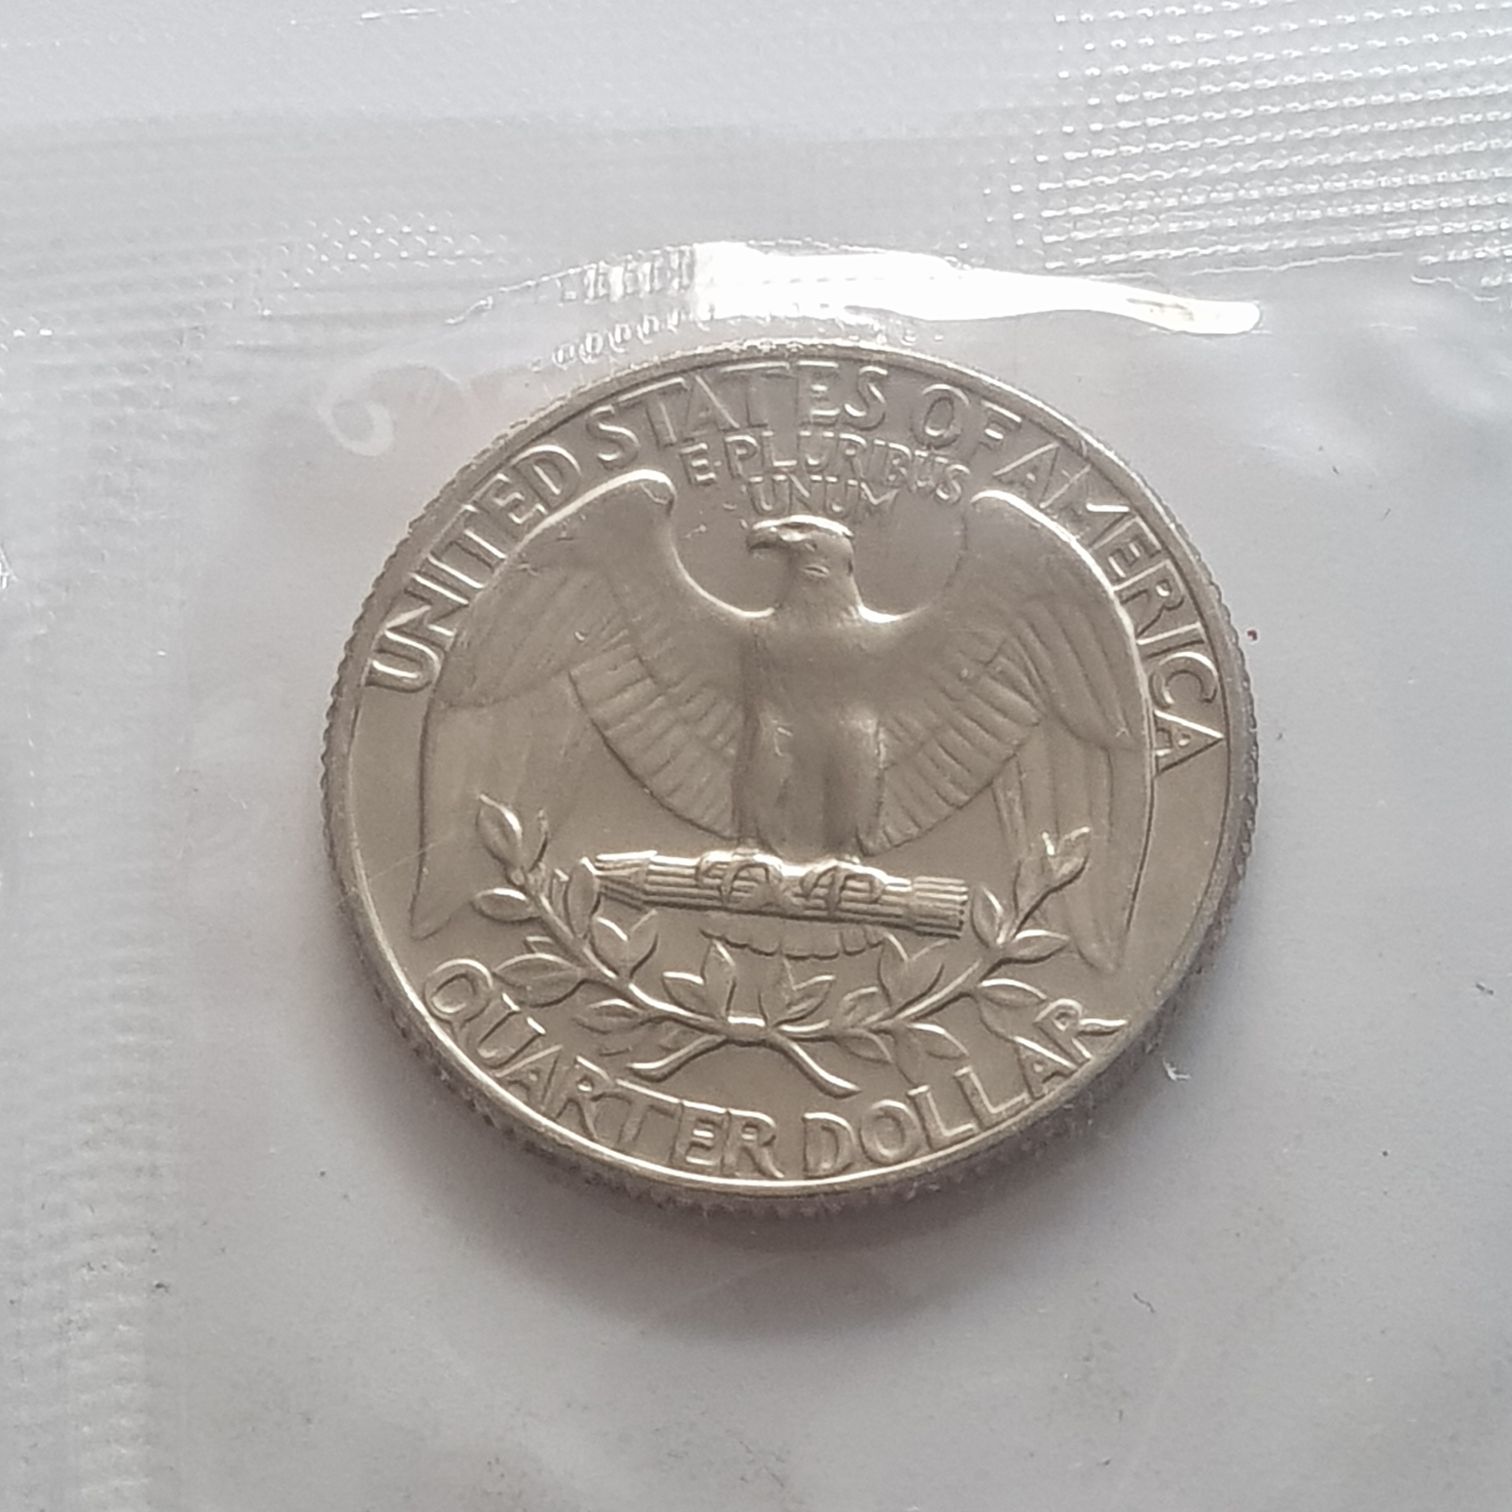 UNITED STATES OF AMERICA
E·PLURIBUS
UNUM
QUARTER DOLLAR